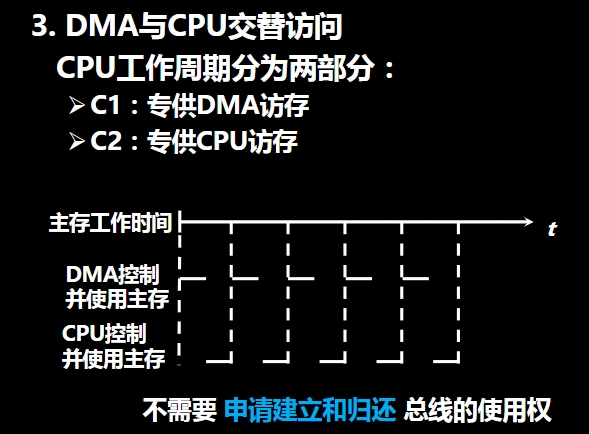 3. DMA与CPU交替访问
CPU工作周期分为两部分：
➢C1：专供DMA访存
➢C2：专供CPU访存
主存工作时间
t
DMA控制
并使用主存
CPU控制
并使用主存
不需要 申请建立和归还 总线的使用权